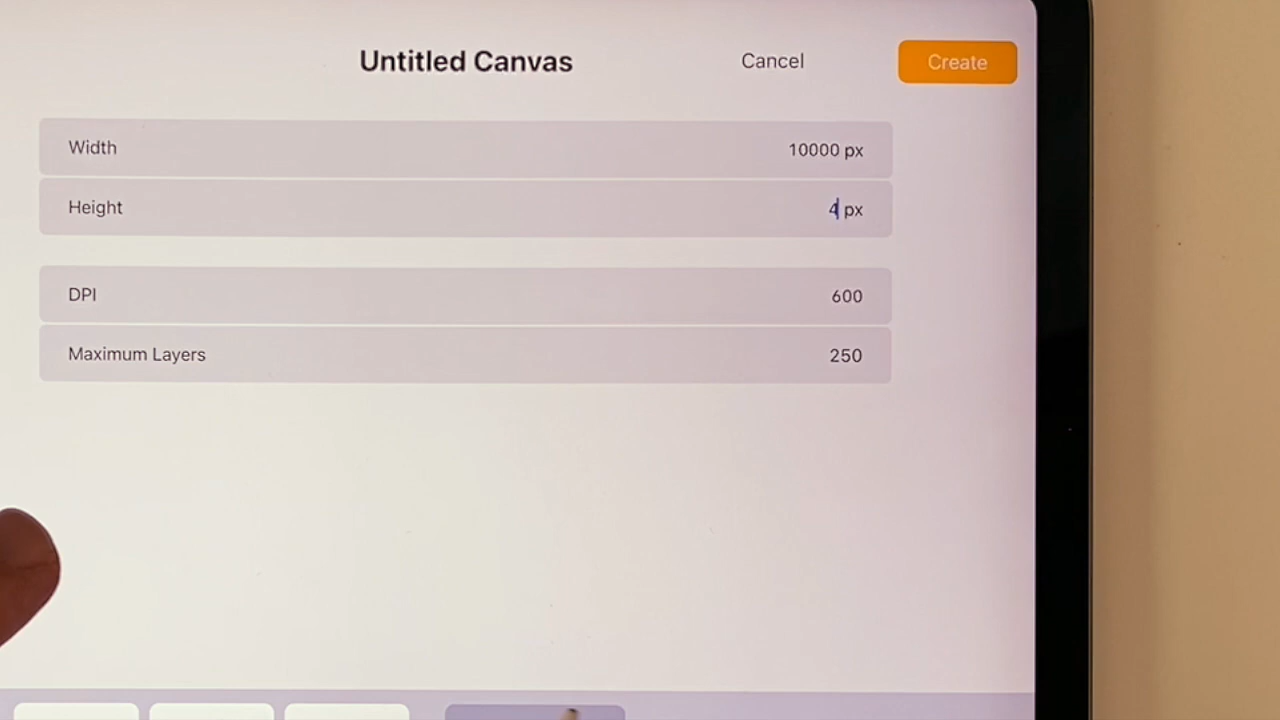 Untitled Canvas Cancel Create
Width 10000 px
Height 4 px
DPI 600
Maximum Layers 250